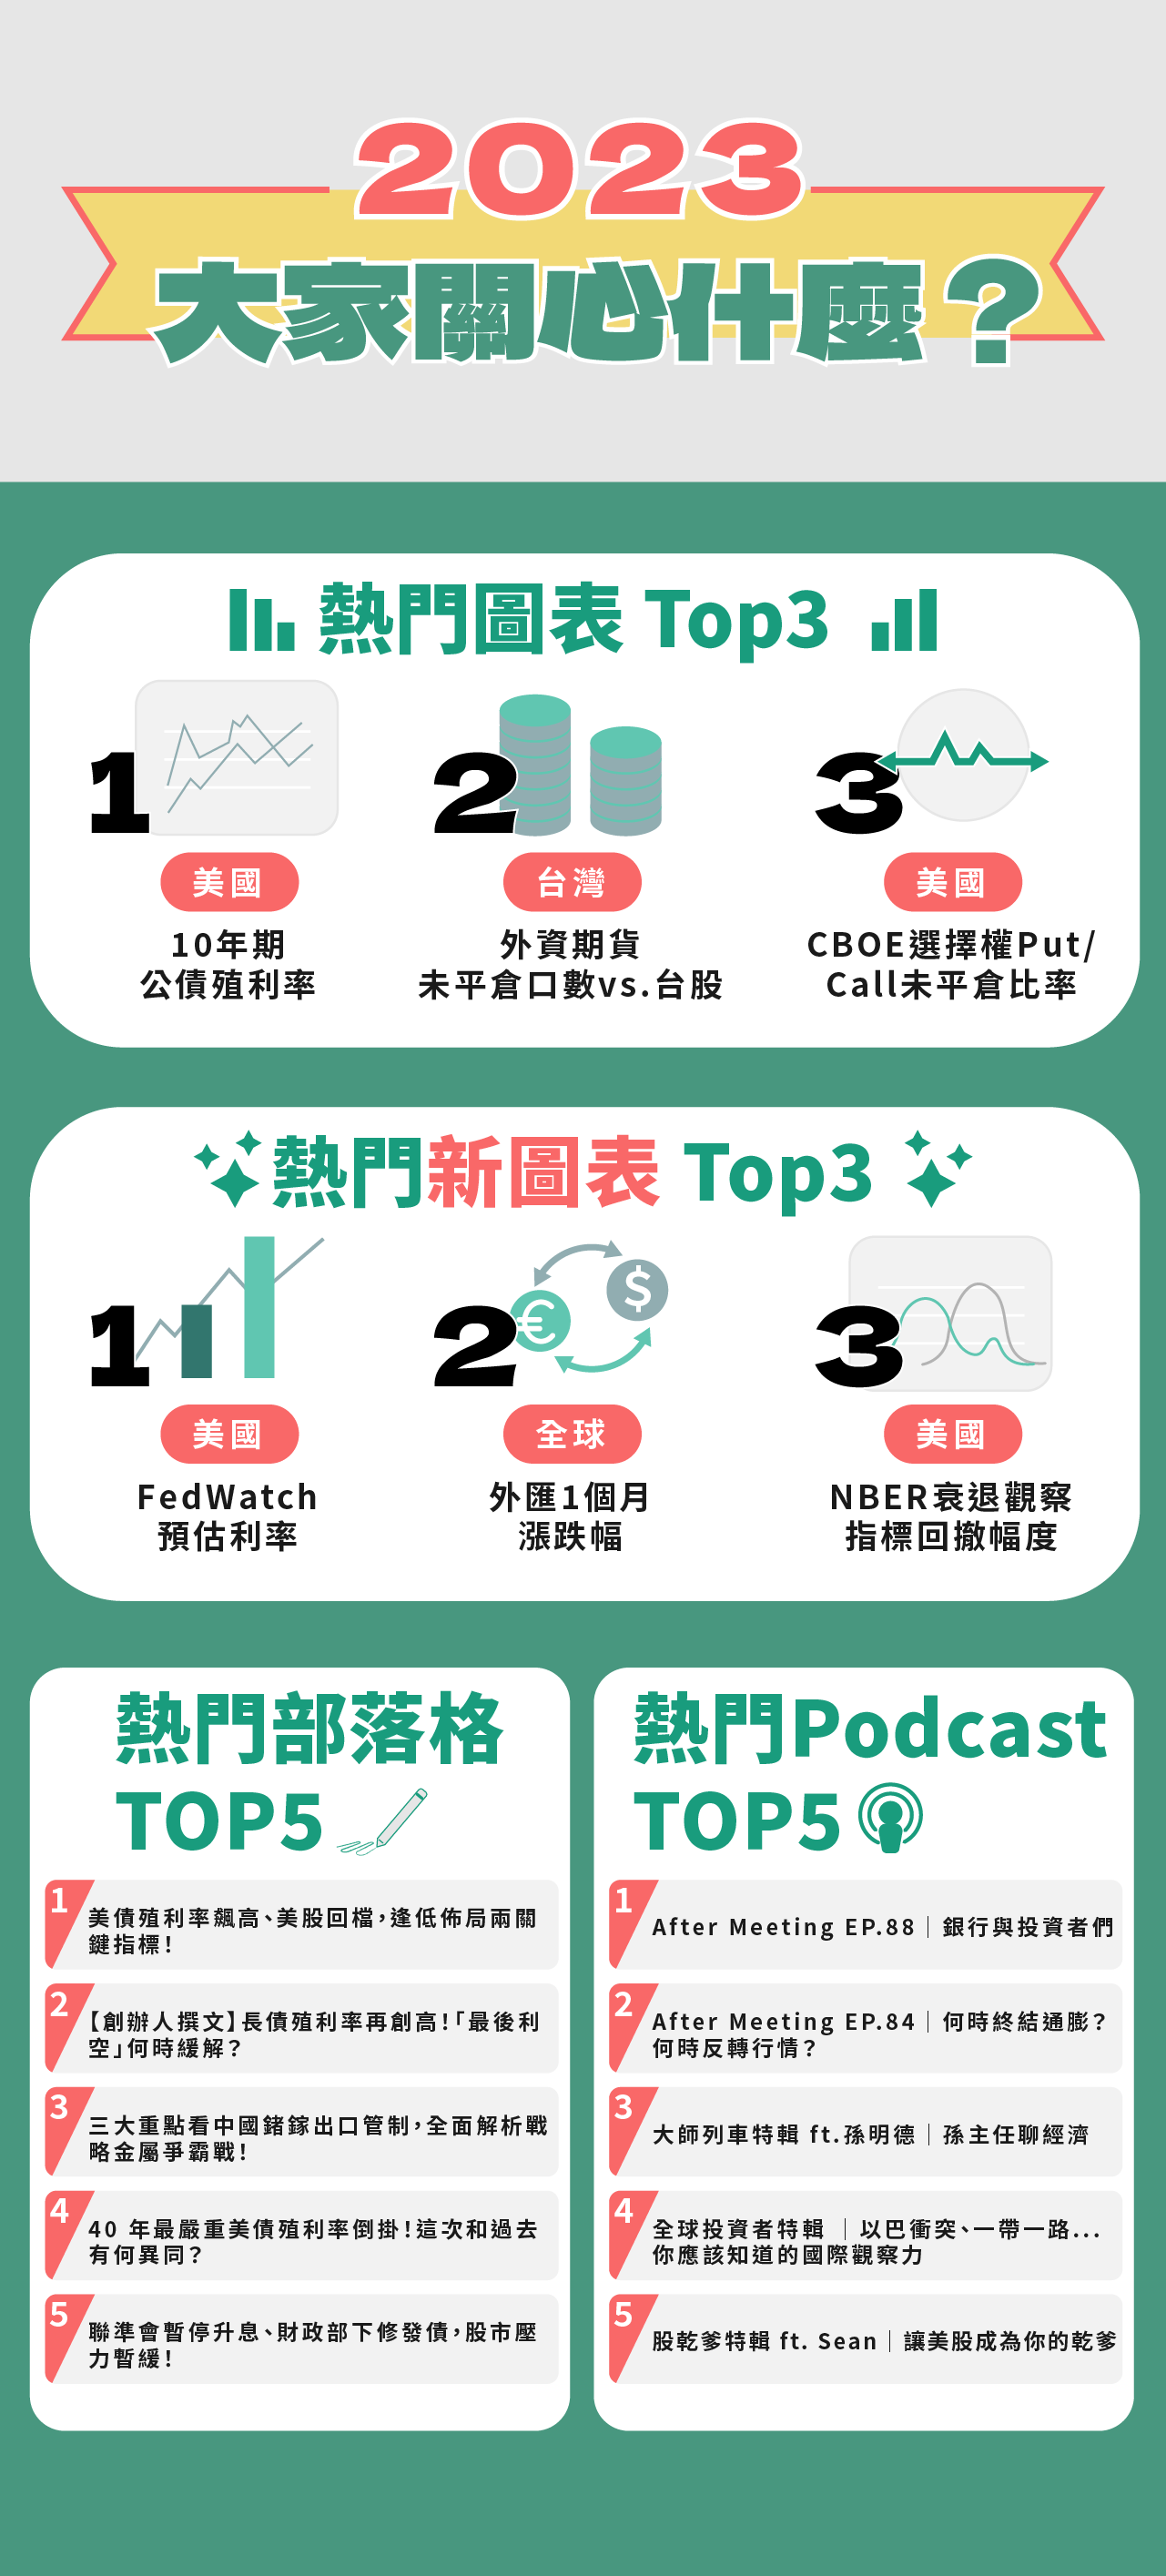 2023
大家關心什麼？
熱門圖表 Top3
1
2
3
美國
台灣
美國
10年期
公債殖利率
外資期貨
未平倉口數vs.台股
CBOE選擇權Put/
Call未平倉比率
熱門新圖表 Top3
1
2
3
€
$
美國
全球
美國
FedWatch
預估利率
外匯1個月
漲跌幅
NBER衰退觀察
指標回撤幅度
熱門部落格
TOP5
1
美債殖利率飆高、美股回檔，逢低佈局兩關
鍵指標！
2
【創辦人撰文】長債殖利率再創高！「最後利
空」何時緩解？
3
三大重點看中國鍺鎵出口管制，全面解析戰
略金屬爭霸戰！
4
40 年最嚴重美債殖利率倒掛！這次和過去
有何異同？
5
聯準會暫停升息、財政部下修發債，股市壓
力暫緩！
熱門Podcast
TOP5
1
After Meeting EP.88｜銀行與投資者們
2
After Meeting EP.84｜何時終結通膨？
何時反轉行情？
3
大師列車特輯 ft.孫明德｜孫主任聊經濟
4
全球投資者特輯 ｜以巴衝突、一帶一路...
你應該知道的國際觀察力
5
股乾爹特輯 ft. Sean｜讓美股成為你的乾爹